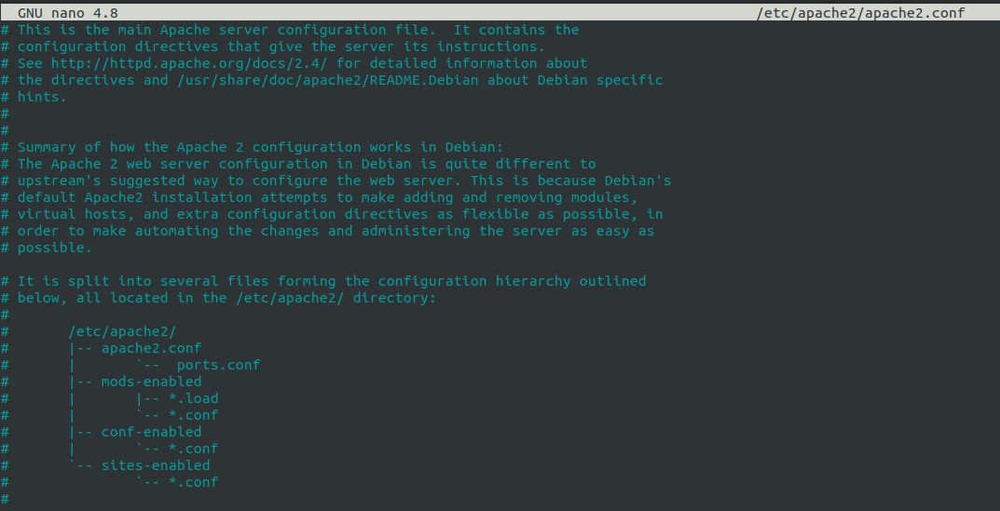 GNU nano 4.8 /etc/apache2/apache2.conf
# This is the main Apache server configuration file.  It contains the
# configuration directives that give the server its instructions.
# See http://httpd.apache.org/docs/2.4/ for detailed information about
# the directives and /usr/share/doc/apache2/README.Debian about Debian specific
# hints.
#
#
# Summary of how the Apache 2 configuration works in Debian:
# The Apache 2 web server configuration in Debian is quite different to
# upstream's suggested way to configure the web server. This is because Debian's
# default Apache2 installation attempts to make adding and removing modules,
# virtual hosts, and extra configuration directives as flexible as possible, in
# order to make automating the changes and administering the server as easy as
# possible.

# It is split into several files forming the configuration hierarchy outlined
# below, all located in the /etc/apache2/ directory:
#
#       /etc/apache2/
#       |-- apache2.conf
#       |       `--  ports.conf
#       |-- mods-enabled
#       |       |-- *.load
#       |       `-- *.conf
#       |-- conf-enabled
#       |       `-- *.conf
#       `-- sites-enabled
#               `-- *.conf
#